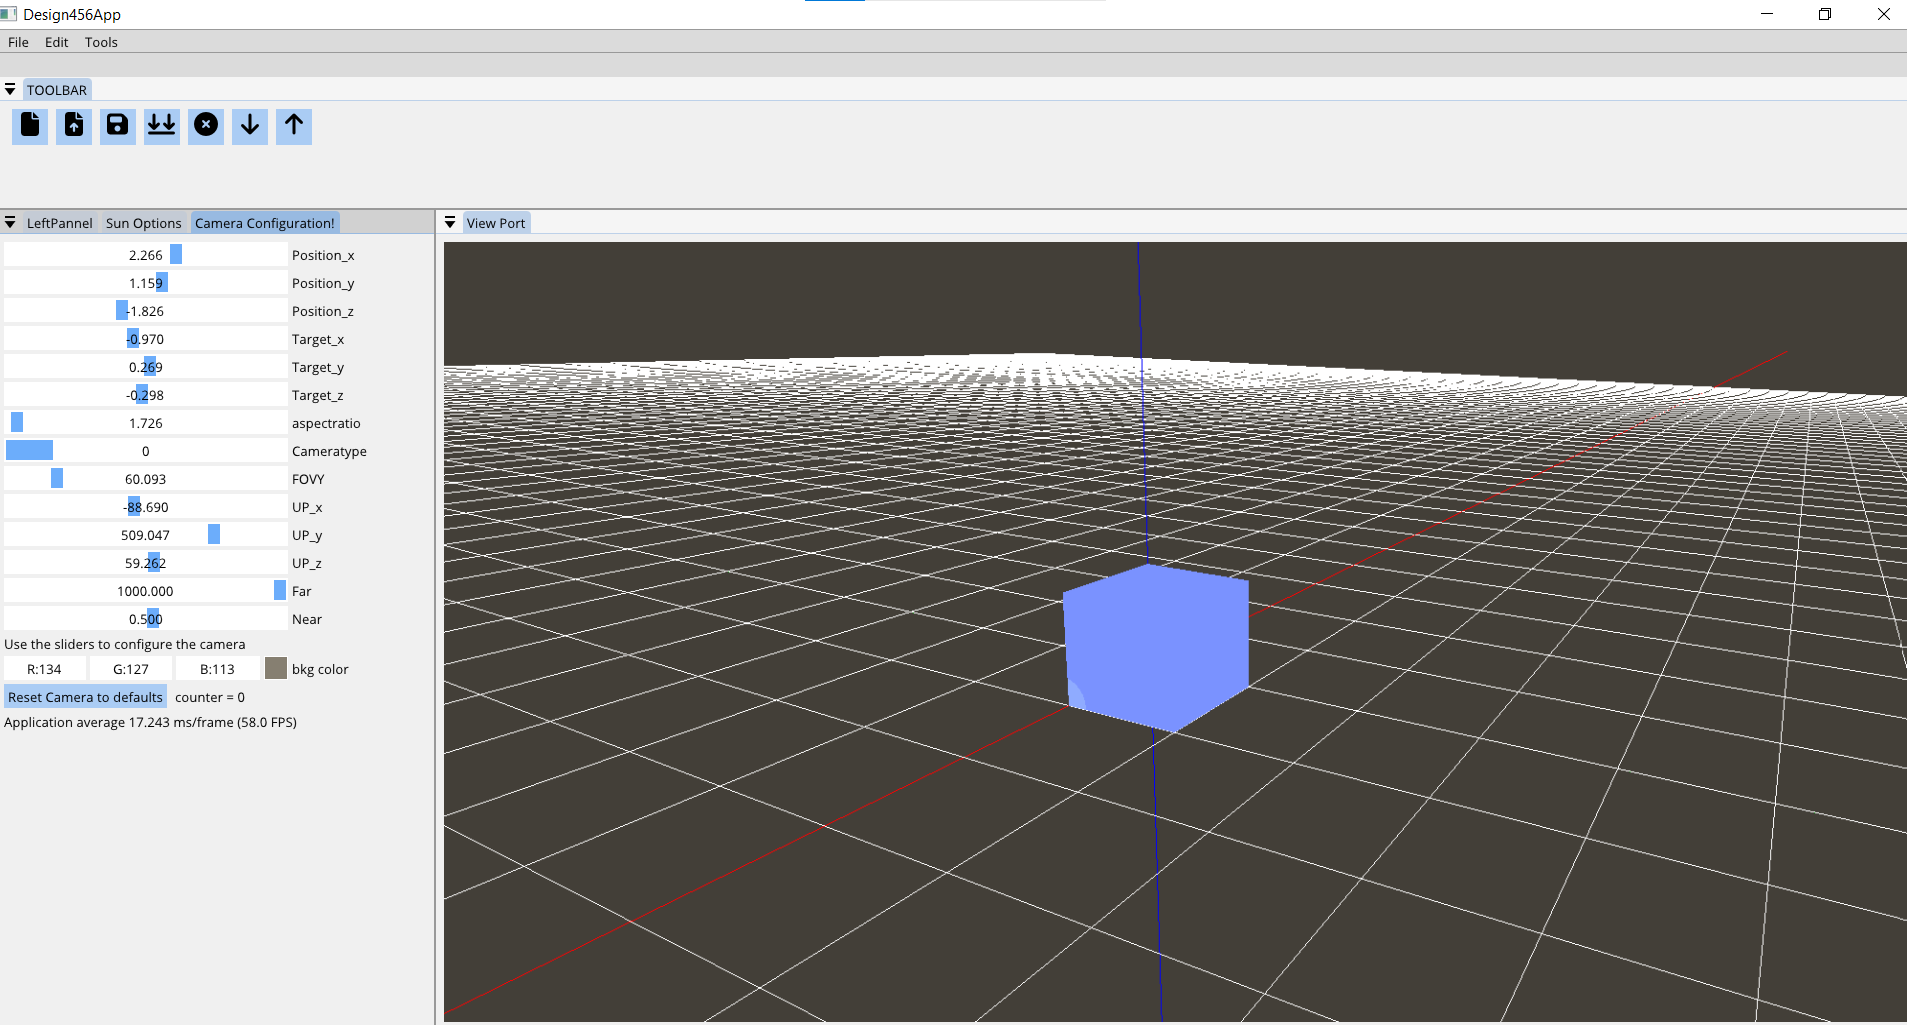 Design456App
File Edit Tools
TOOLBAR
LeftPannel Sun Options Camera Configuration!
View Port
2.266 Position_x
1.159 Position_y
-1.826 Position_z
-0.970 Target_x
0.269 Target_y
-0.298 Target_z
1.726 aspectratio
0 Cameratype
60.093 FOVY
-88.690 UP_x
509.047 UP_y
59.262 UP_z
1000.000 Far
0.500 Near
Use the sliders to configure the camera
R:134 G:127 B:113 bkg color
Reset Camera to defaults counter = 0
Application average 17.243 ms/frame (58.0 FPS)